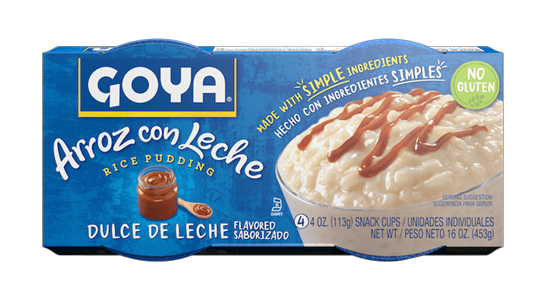 GOYA®
Arroz con Leche
RICE PUDDING
DULCE DE LECHE FLAVORED SABORIZADO
MADE WITH SIMPLE INGREDIENTS
HECHO CON INGREDIENTES SIMPLES
NO GLUTEN
SERVING SUGGESTION
SUGERENCIA PARA SERVIR
DAIRY
4 4 OZ. (113g) SNACK CUPS / UNIDADES INDIVIDUALES
NET WT / PESO NETO 16 OZ. (453g)